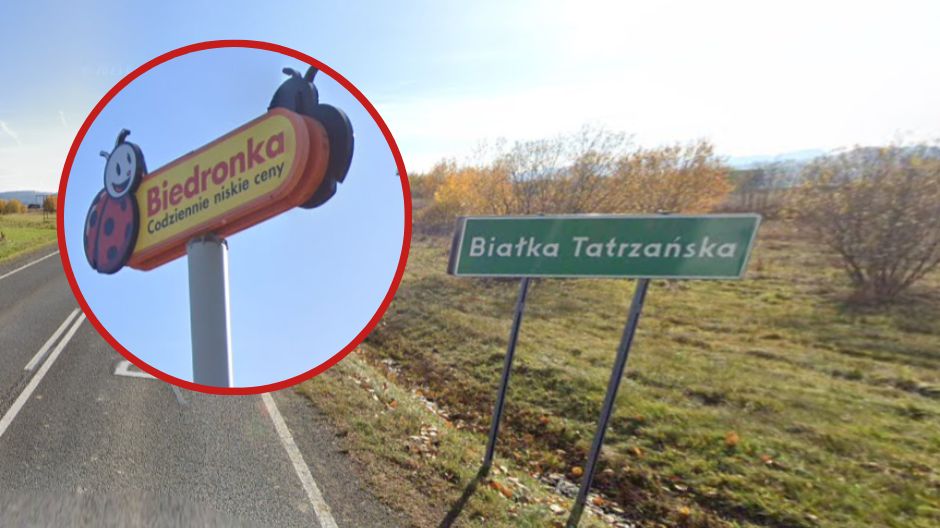 Biedronka
Codziennie niskie ceny
Białka Tatrzańska